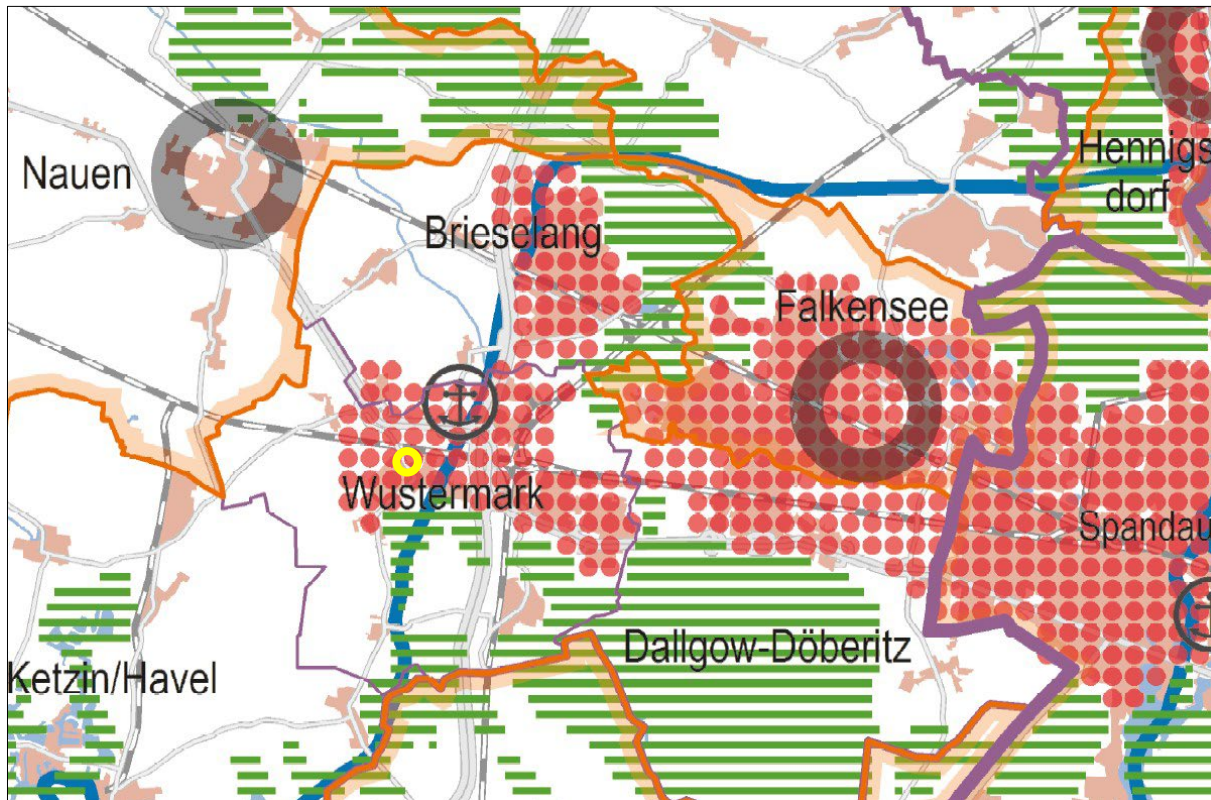 Nauen
Hennigs
dorf
Brieselang
Falkensee
Wustermark
Spandau
Dallgow-Döberitz
Ketzin/Havel